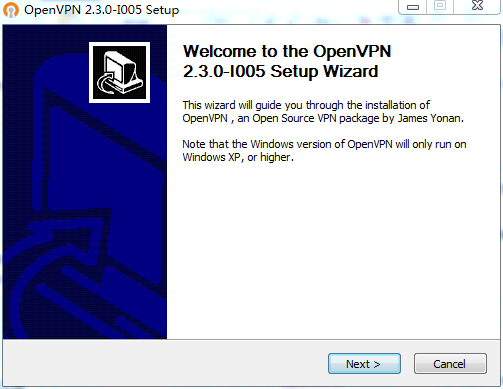 OpenVPN 2.3.0-I005 Setup
Welcome to the OpenVPN
2.3.0-I005 Setup Wizard
This wizard will guide you through the installation of
OpenVPN , an Open Source VPN package by James Yonan.
Note that the Windows version of OpenVPN will only run on
Windows XP, or higher.
Next >
Cancel